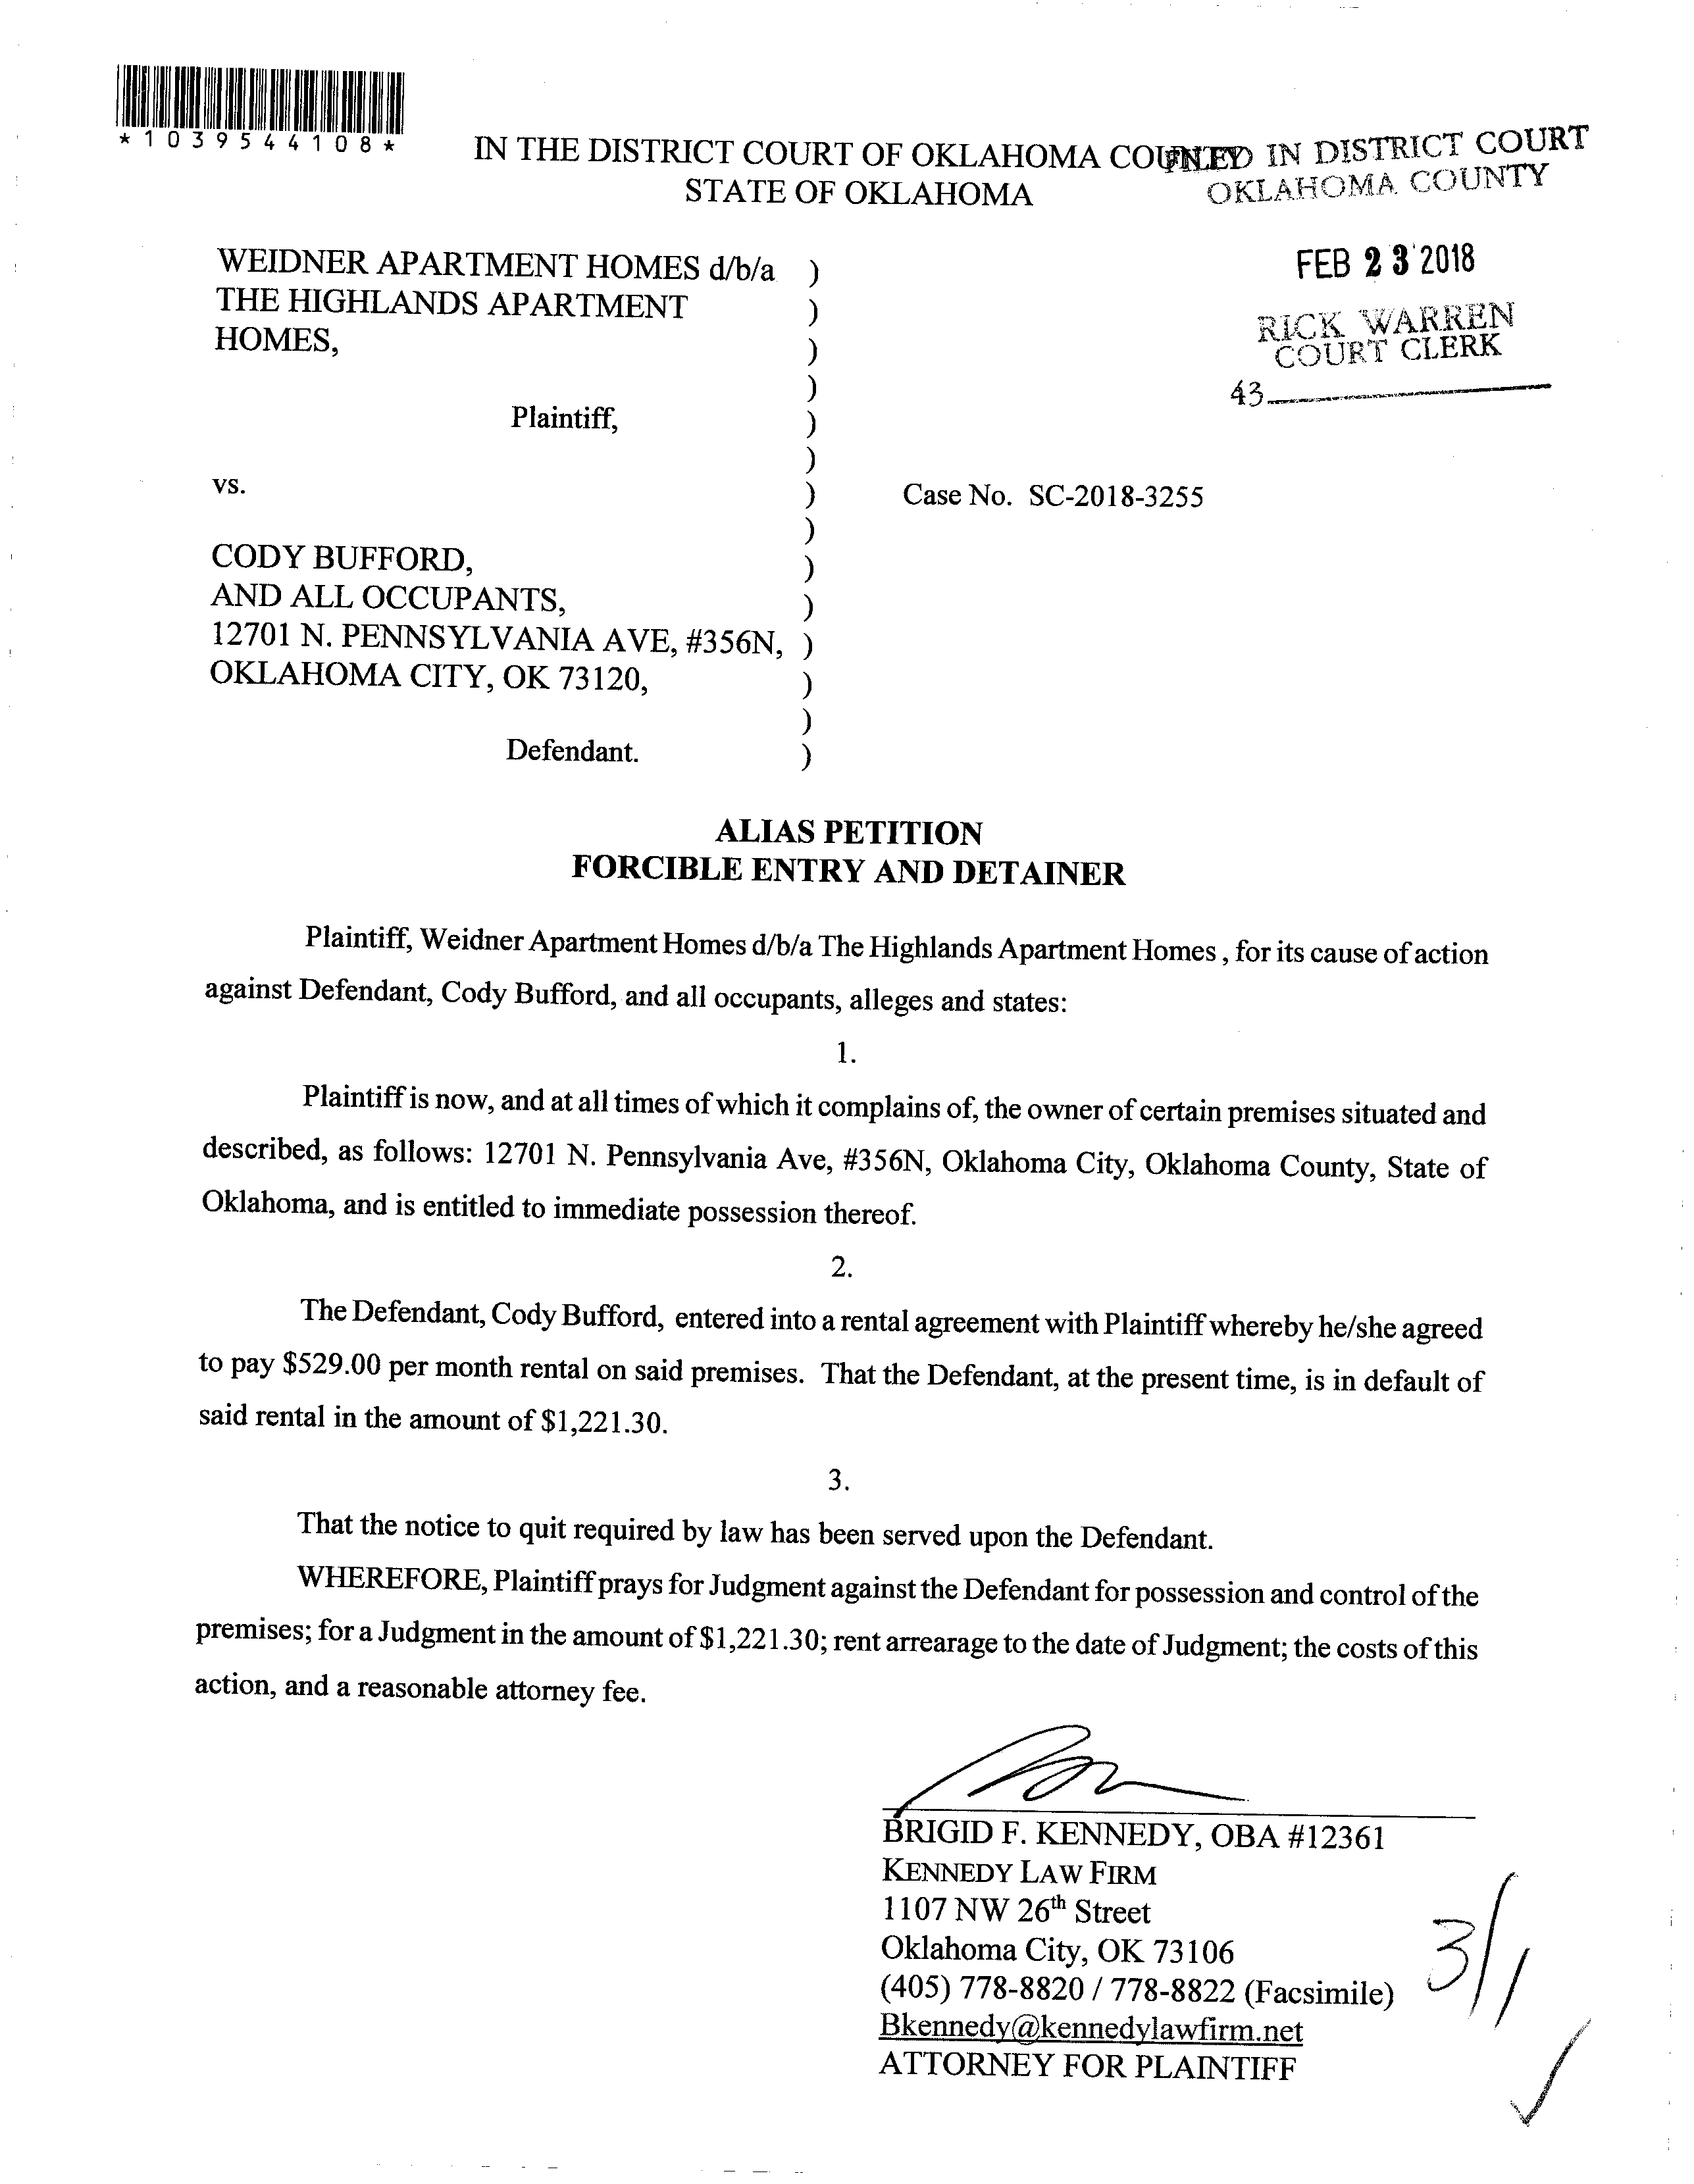 *1039544108*
IN THE DISTRICT COURT OF OKLAHOMA COUNTY
STATE OF OKLAHOMA
FILED IN DISTRICT COURT
OKLAHOMA COUNTY
FEB 23 2018
RICK WARREN
COURT CLERK
43
WEIDNER APARTMENT HOMES d/b/a )
THE HIGHLANDS APARTMENT )
HOMES, )
)
Plaintiff, )
)
vs. ) Case No. SC-2018-3255
)
CODY BUFFORD, )
AND ALL OCCUPANTS, )
12701 N. PENNSYLVANIA AVE, #356N, )
OKLAHOMA CITY, OK 73120, )
)
Defendant. )
ALIAS PETITION
FORCIBLE ENTRY AND DETAINER
Plaintiff, Weidner Apartment Homes d/b/a The Highlands Apartment Homes , for its cause of action
against Defendant, Cody Bufford, and all occupants, alleges and states:
1.
Plaintiff is now, and at all times of which it complains of, the owner of certain premises situated and
described, as follows: 12701 N. Pennsylvania Ave, #356N, Oklahoma City, Oklahoma County, State of
Oklahoma, and is entitled to immediate possession thereof.
2.
The Defendant, Cody Bufford, entered into a rental agreement with Plaintiff whereby he/she agreed
to pay $529.00 per month rental on said premises. That the Defendant, at the present time, is in default of
said rental in the amount of $1,221.30.
3.
That the notice to quit required by law has been served upon the Defendant.
WHEREFORE, Plaintiff prays for Judgment against the Defendant for possession and control of the
premises; for a Judgment in the amount of $1,221.30; rent arrearage to the date of Judgment; the costs of this
action, and a reasonable attorney fee.
BRIGID F. KENNEDY, OBA #12361
KENNEDY LAW FIRM
1107 NW 26th Street
Oklahoma City, OK 73106
(405) 778-8820 / 778-8822 (Facsimile)
Bkennedy@kennedylawfirm.net
ATTORNEY FOR PLAINTIFF
3/1